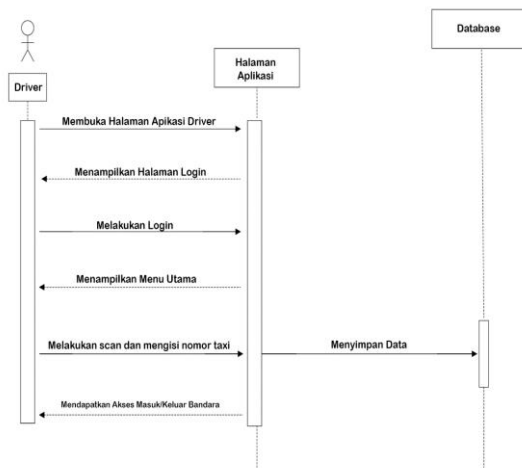 Database
Halaman
Aplikasi
Driver
Membuka Halaman Apikasi Driver
Menampilkan Halaman Login
Melakukan Login
Menampilkan Menu Utama
Melakukan scan dan mengisi nomor taxi
Menyimpan Data
Mendapatkan Akses Masuk/Keluar Bandara